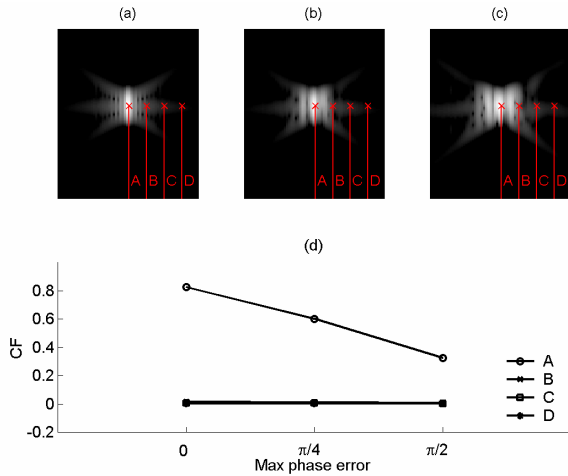 (a) (b) (c)
A B C D A B C D A B C D
(d)
CF
0.8
0.6
0.4
0.2
0
-0.2
0 π/4 π/2
Max phase error
A
B
C
D